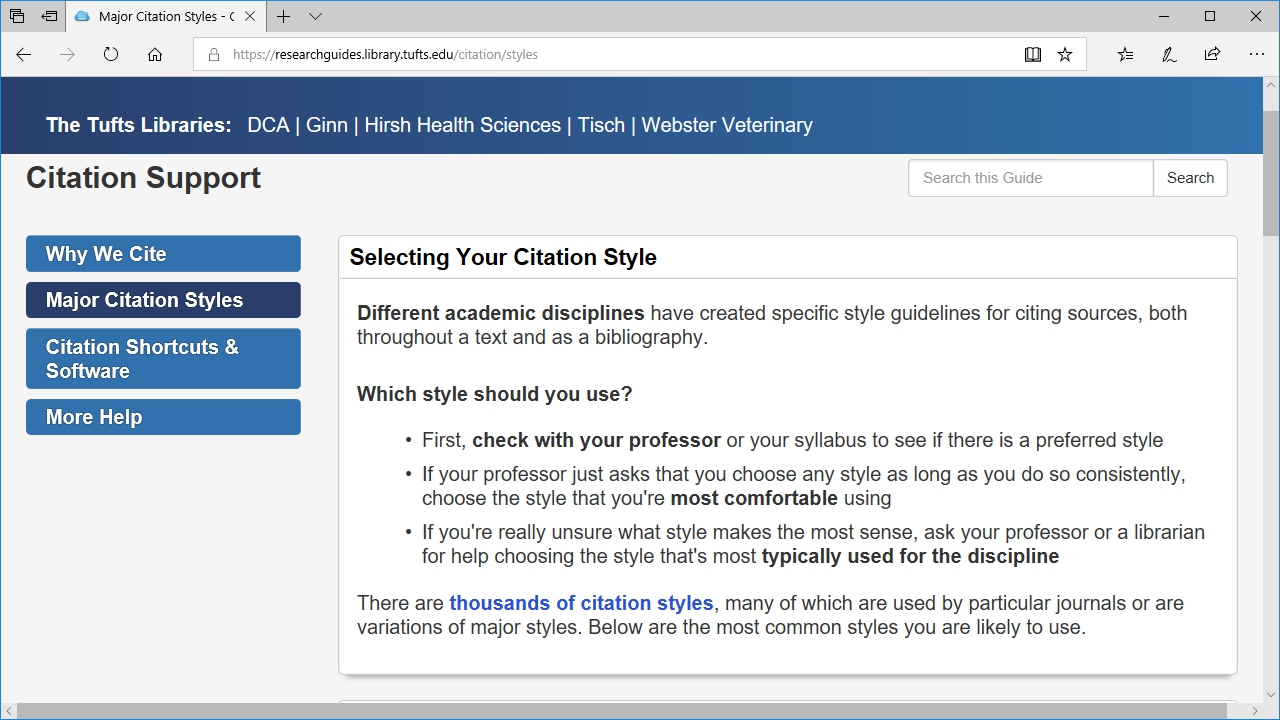 Major Citation Styles - C
https://researchguides.library.tufts.edu/citation/styles
The Tufts Libraries: DCA | Ginn | Hirsh Health Sciences | Tisch | Webster Veterinary
Citation Support
Search this Guide
Search
Why We Cite
Major Citation Styles
Citation Shortcuts &
Software
More Help
Selecting Your Citation Style
Different academic disciplines have created specific style guidelines for citing sources, both
throughout a text and as a bibliography.
Which style should you use?
• First, check with your professor or your syllabus to see if there is a preferred style
• If your professor just asks that you choose any style as long as you do so consistently,
choose the style that you're most comfortable using
• If you're really unsure what style makes the most sense, ask your professor or a librarian
for help choosing the style that's most typically used for the discipline
There are thousands of citation styles, many of which are used by particular journals or are
variations of major styles. Below are the most common styles you are likely to use.